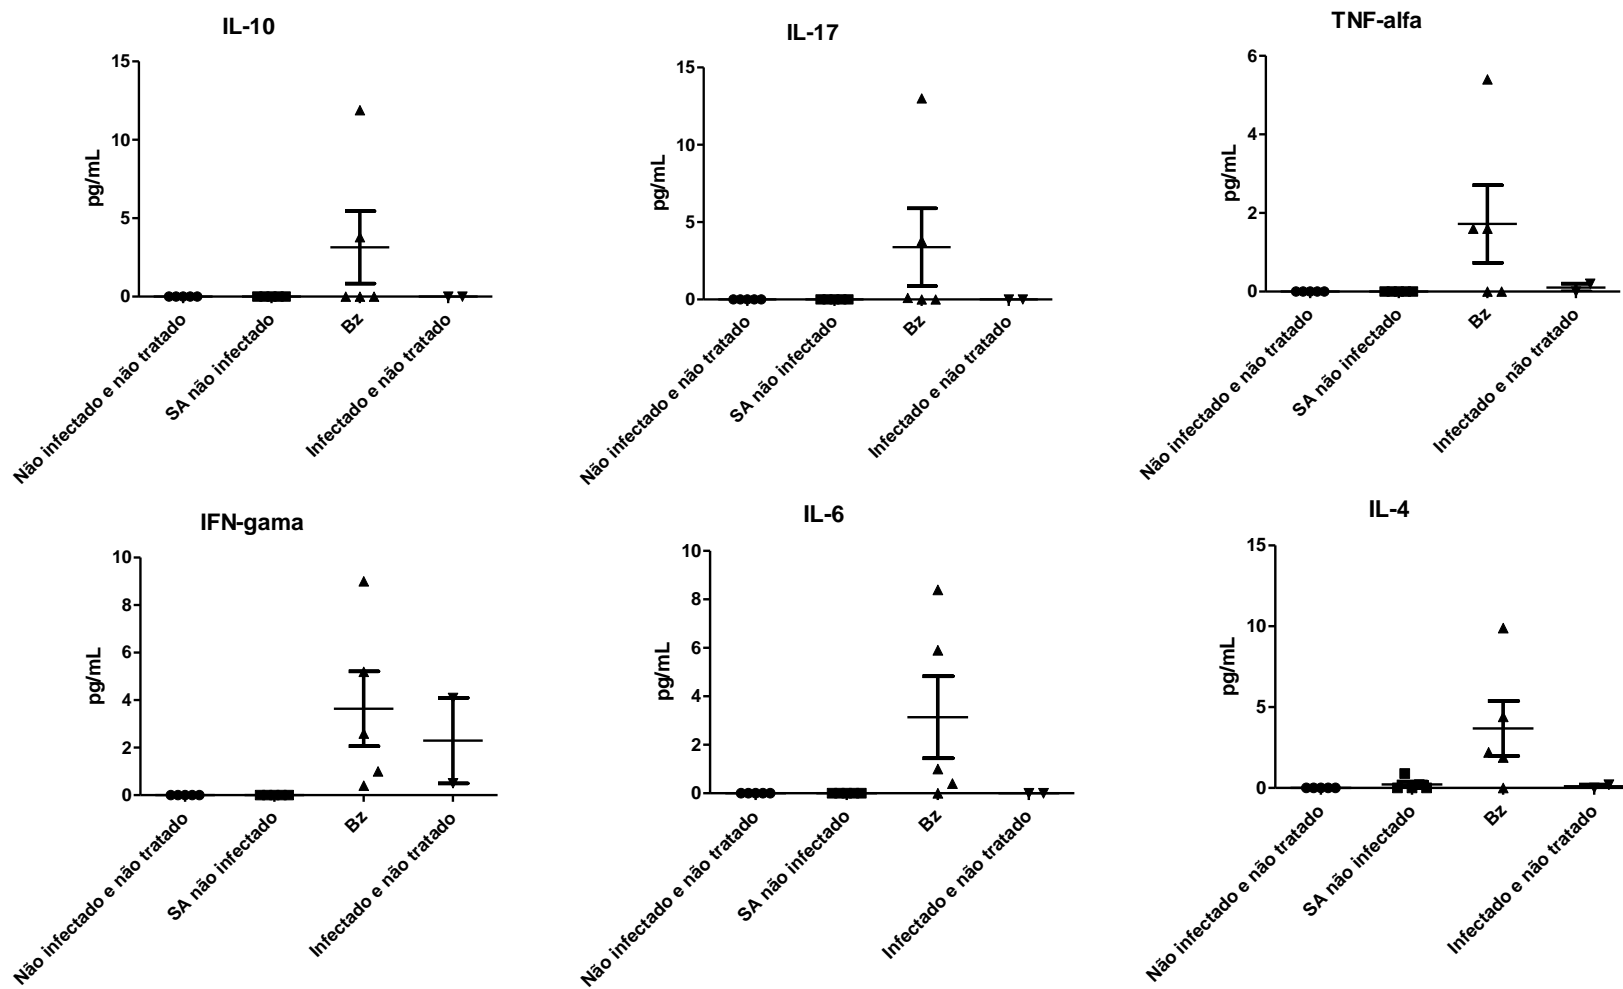 IL-10
15
10
5
0
pg/mL
Não infectado e não tratado
SA não infectado
Bz
Infectado e não tratado
IL-17
15
10
5
0
pg/mL
Não infectado e não tratado
SA não infectado
Bz
Infectado e não tratado
TNF-alfa
6
4
2
0
pg/mL
Não infectado e não tratado
SA não infectado
Bz
Infectado e não tratado
IFN-gama
10
8
6
4
2
0
pg/mL
Não infectado e não tratado
SA não infectado
Bz
Infectado e não tratado
IL-6
10
8
6
4
2
0
pg/mL
Não infectado e não tratado
SA não infectado
Bz
Infectado e não tratado
IL-4
15
10
5
0
pg/mL
Não infectado e não tratado
SA não infectado
Bz
Infectado e não tratado